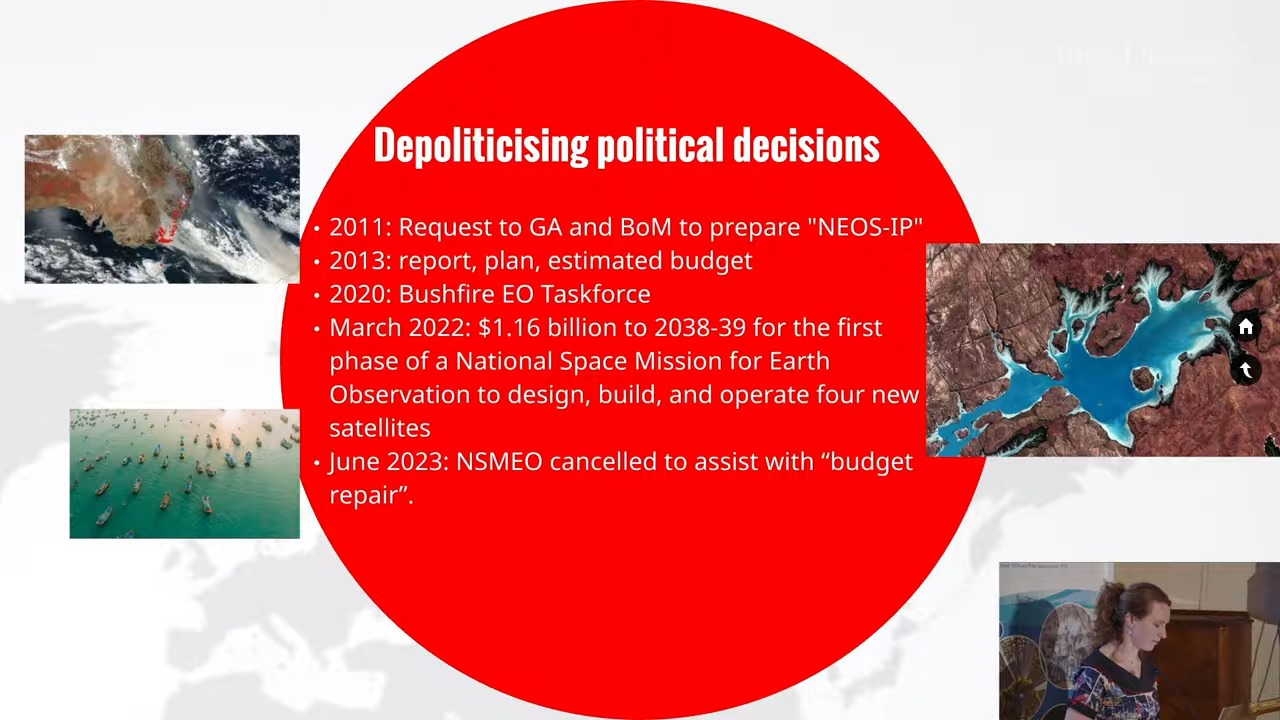 Depoliticising political decisions
• 2011: Request to GA and BoM to prepare "NEOS-IP"
• 2013: report, plan, estimated budget
• 2020: Bushfire EO Taskforce
• March 2022: $1.16 billion to 2038-39 for the first
phase of a National Space Mission for Earth
Observation to design, build, and operate four new
satellites
• June 2023: NSMEO cancelled to assist with “budget
repair”.